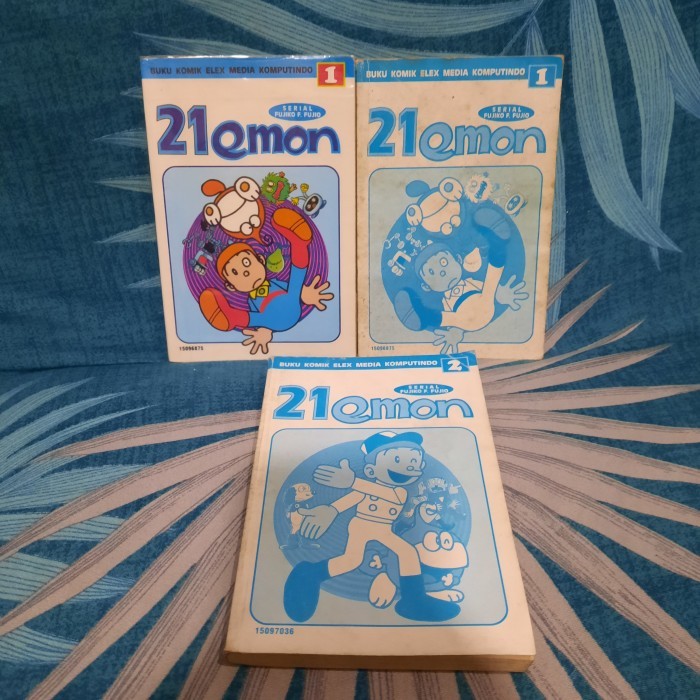 BUKU KOMIK ELEX MEDIA KOMPUTINDO 1
SERIAL
FUJIKO F. FUJIO
21emon
15096875
BUKU KOMIK ELEX MEDIA KOMPUTINDO 1
SERIAL
FUJIKO F. FUJIO
21emon
15096875
BUKU KOMIK ELEX MEDIA KOMPUTINDO 2
SERIAL
FUJIKO F. FUJIO
21emon
15097036